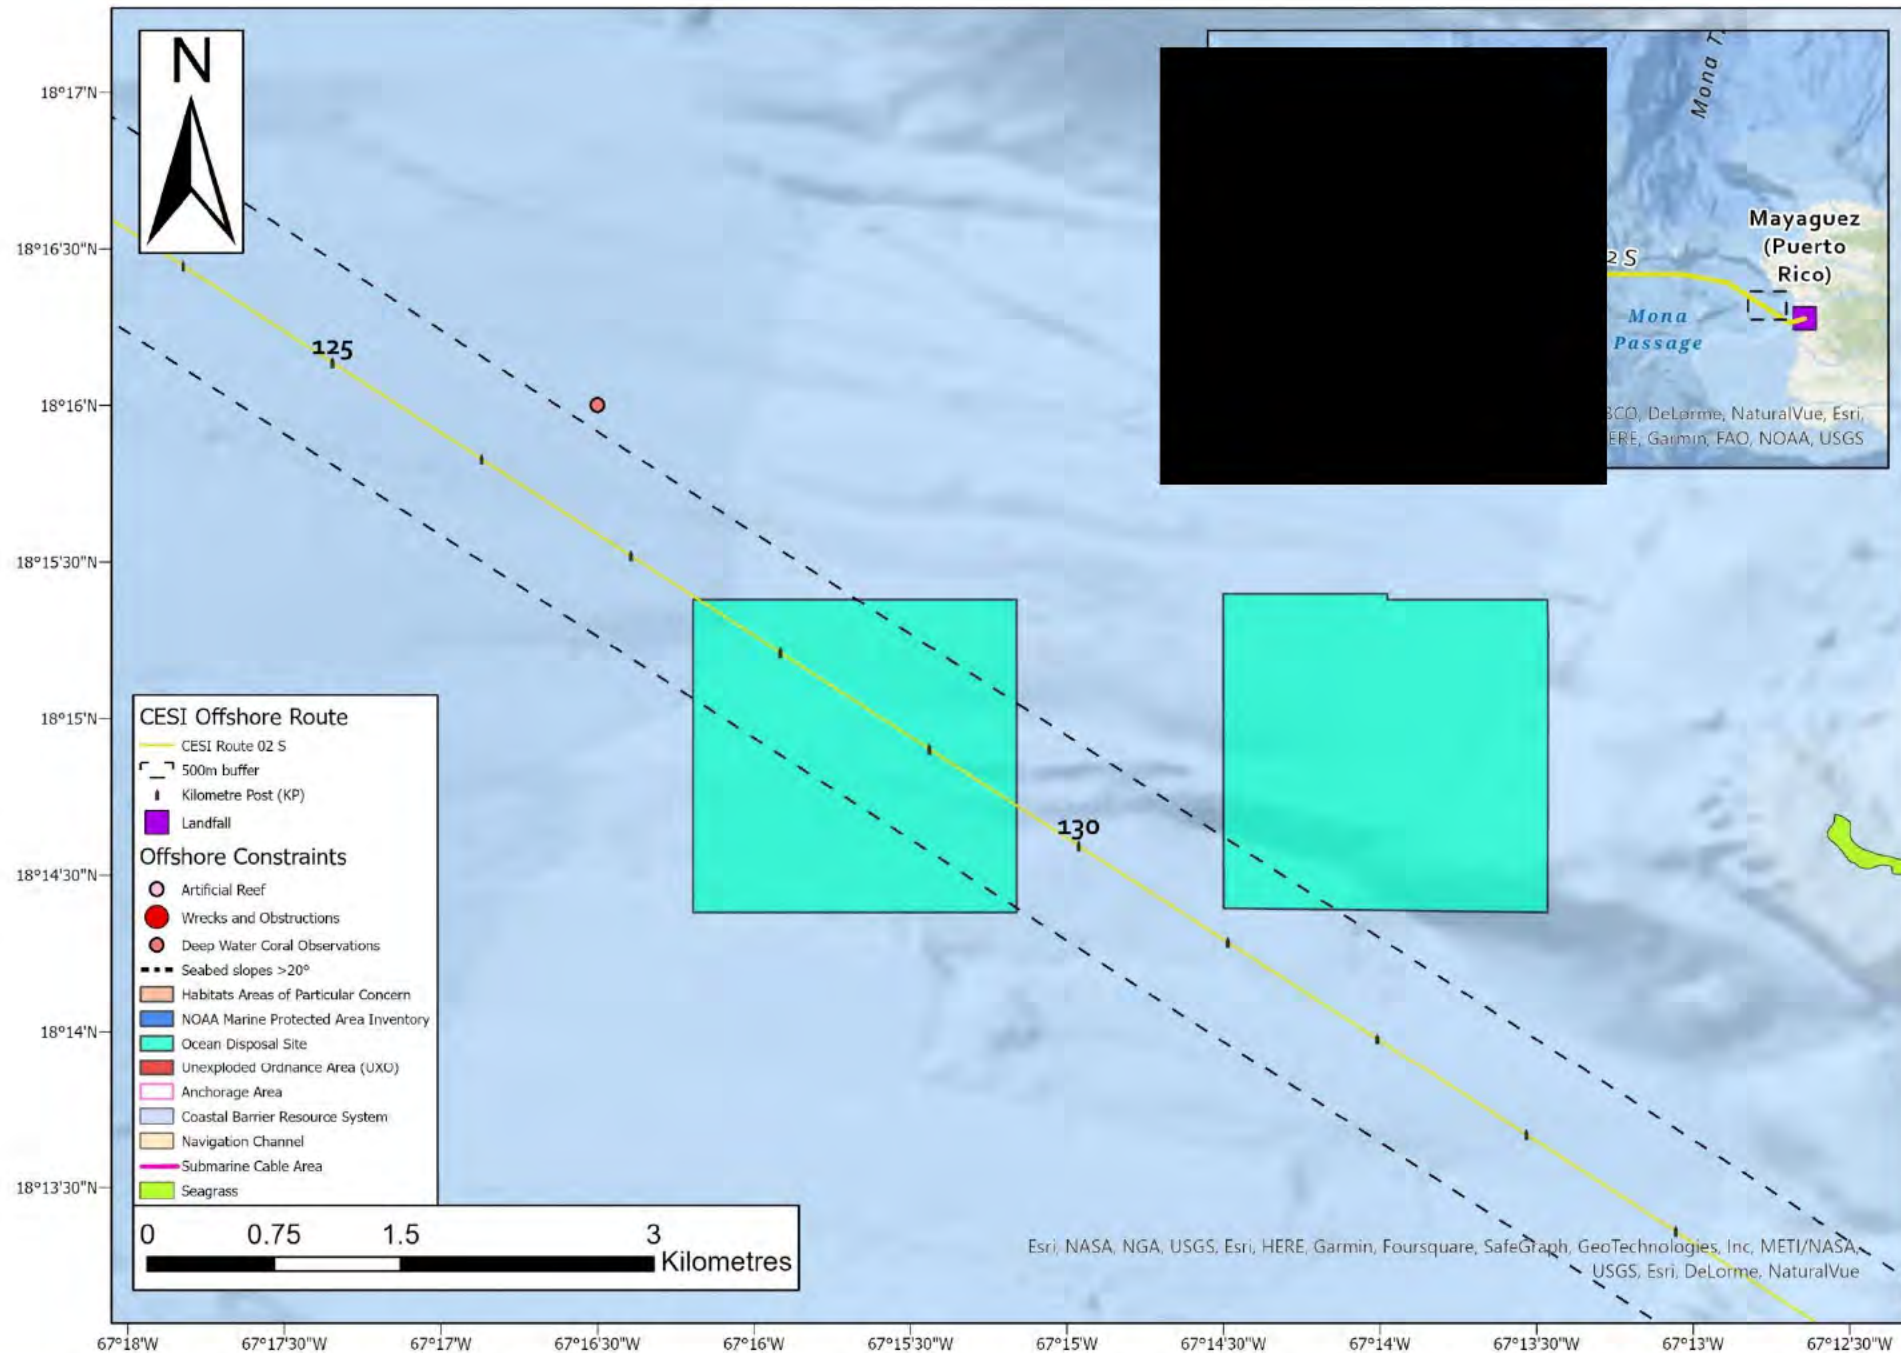 N
18°17'N
18°16'30"N
18°16'N
18°15'30"N
18°15'N
18°14'30"N
18°14'N
18°13'30"N
125
130
Mona
Mayaguez
(Puerto
Rico)
2 S
Mona
Passage
CO, DeLorme, NaturalVue, Esri,
ERE, Garmin, FAO, NOAA, USGS
CESI Offshore Route
CESI Route 02 S
500m buffer
Kilometre Post (KP)
Landfall
Offshore Constraints
Artificial Reef
Wrecks and Obstructions
Deep Water Coral Observations
Seabed slopes >20°
Habitats Areas of Particular Concern
NOAA Marine Protected Area Inventory
Ocean Disposal Site
Unexploded Ordnance Area (UXO)
Anchorage Area
Coastal Barrier Resource System
Navigation Channel
Submarine Cable Area
Seagrass
0 0.75 1.5 3
Kilometres
Esri, NASA, NGA, USGS, Esri, HERE, Garmin, Foursquare, SafeGraph, GeoTechnologies, Inc, METI/NASA,
USGS, Esri, DeLorme, NaturalVue
67°18'W 67°17'30"W 67°17'W 67°16'30"W 67°16'W 67°15'30"W 67°15'W 67°14'30"W 67°14'W 67°13'30"W 67°13'W 67°12'30"W